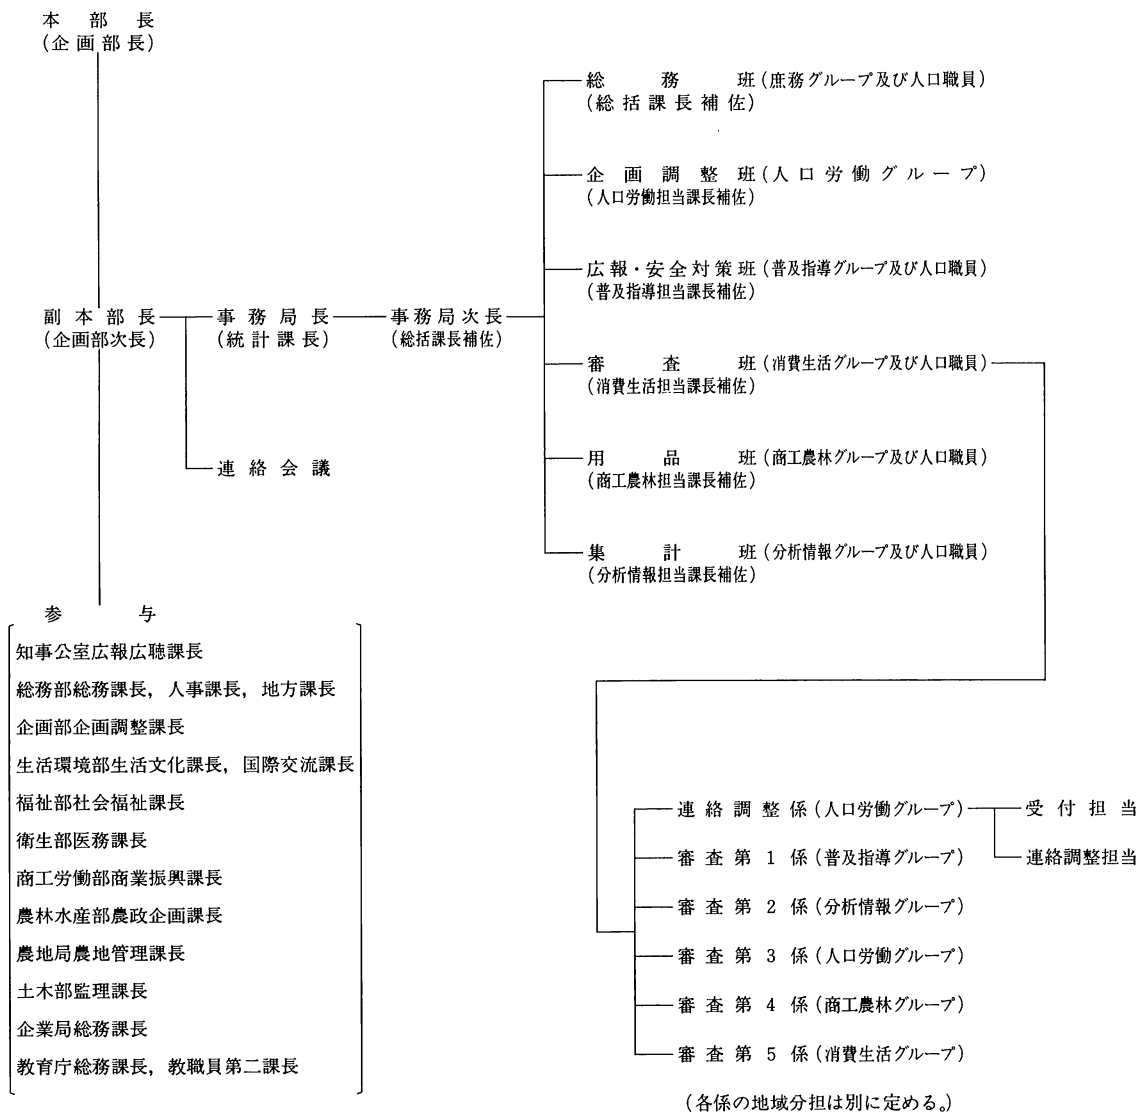 本部長
(企画部長)
副本部長
(企画部次長)
事務局長
(統計課長)
事務局次長
(総括課長補佐)
連絡会議
総務班(庶務グループ及び人口職員)
(総括課長補佐)
企画調整班(人口労働グループ)
(人口労働担当課長補佐)
広報・安全対策班(普及指導グループ及び人口職員)
(普及指導担当課長補佐)
審査班(消費生活グループ及び人口職員)
(消費生活担当課長補佐)
用品班(商工農林グループ及び人口職員)
(商工農林担当課長補佐)
集計班(分析情報グループ及び人口職員)
(分析情報担当課長補佐)
参与
知事公室広報広聴課長
総務部総務課長，人事課長，地方課長
企画部企画調整課長
生活環境部生活文化課長，国際交流課長
福祉部社会福祉課長
衛生部医務課長
商工労働部商業振興課長
農林水産部農政企画課長
農地局農地管理課長
土木部監理課長
企業局総務課長
教育庁総務課長，教職員第二課長
連絡調整係(人口労働グループ)
受付担当
連絡調整担当
審査第1係(普及指導グループ)
審査第2係(分析情報グループ)
審査第3係(人口労働グループ)
審査第4係(商工農林グループ)
審査第5係(消費生活グループ)
(各係の地域分担は別に定める。)